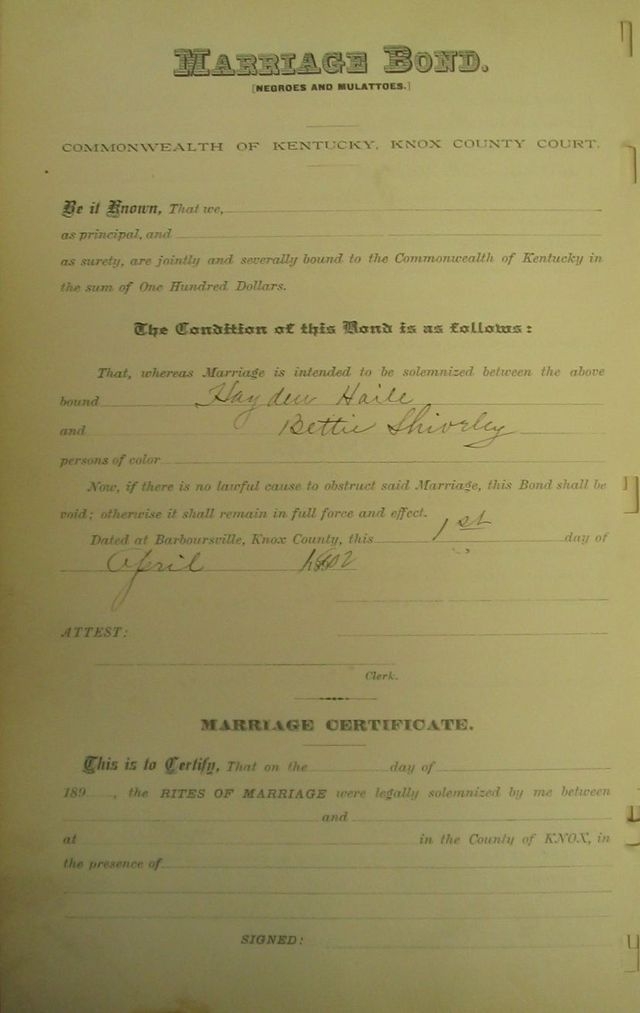 MARRIAGE BOND.
[NEGROES AND MULATTOES.]
COMMONWEALTH OF KENTUCKY, KNOX COUNTY COURT.
Be it Known, That we,
as principal, and
as surety, are jointly and severally bound to the Commonwealth of Kentucky in
the sum of One Hundred Dollars.
The Condition of this Bond is as follows:
That, whereas Marriage is intended to be solemnized between the above
bound Hayden Haile
and Bettie Shivrley
persons of color
Now, if there is no lawful cause to obstruct said Marriage, this Bond shall be
void; otherwise it shall remain in full force and effect.
Dated at Barboursville, Knox County, this 1st day of
April
ATTEST:
Clerk.
MARRIAGE CERTIFICATE.
This is to Certify, That on the day of
189 , the RITES OF MARRIAGE were legally solemnized by me between
and
at in the County of KNOX, in
the presence of
SIGNED: